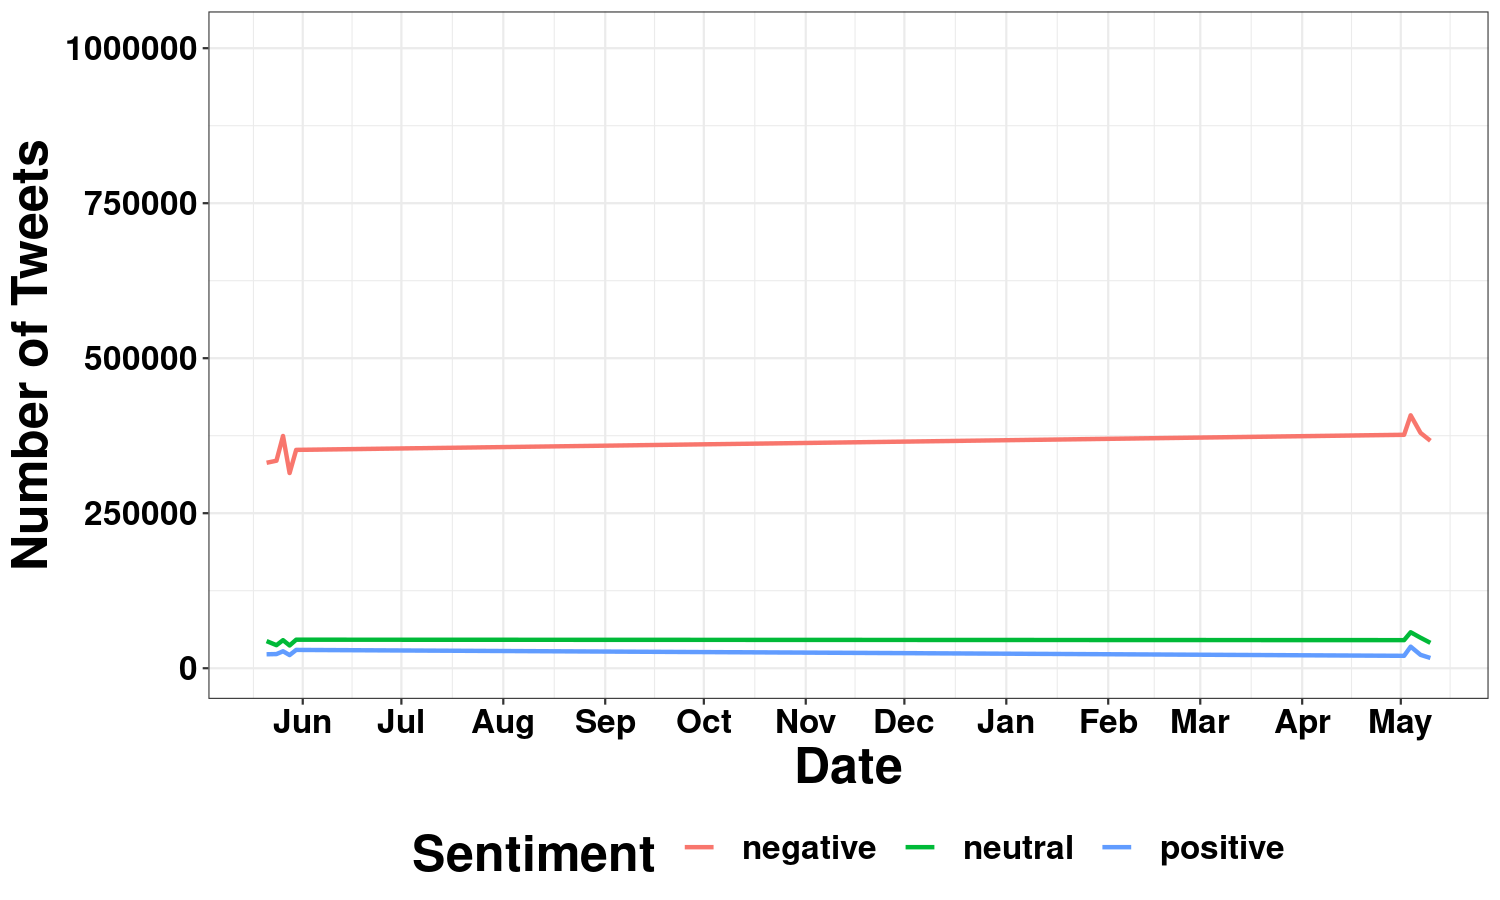 1000000
750000
500000
250000
0
Number of Tweets
Jun Jul Aug Sep Oct Nov Dec Jan Feb Mar Apr May
Date
Sentiment negative neutral positive